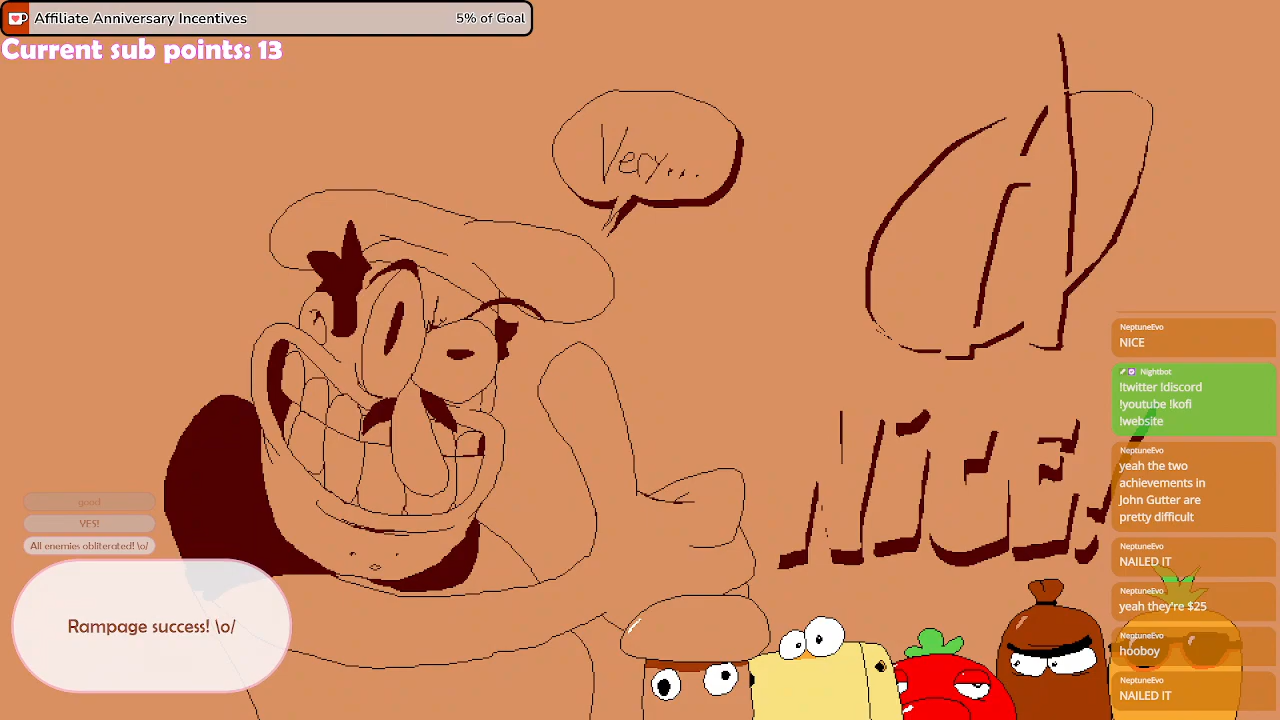 Affiliate Anniversary Incentives
5% of Goal
Current sub points: 13
Very...
D
NICE!
NeptuneEvo
NICE
Nightbot
!twitter !discord
!youtube !kofi
!website
NeptuneEvo
yeah the two
achievements in
John Gutter are
pretty difficult
NeptuneEvo
NAILED IT
NeptuneEvo
yeah they're $25
NeptuneEvo
hooboy
NeptuneEvo
NAILED IT
good
YES!
All enemies obliterated! \o/
Rampage success! \o/